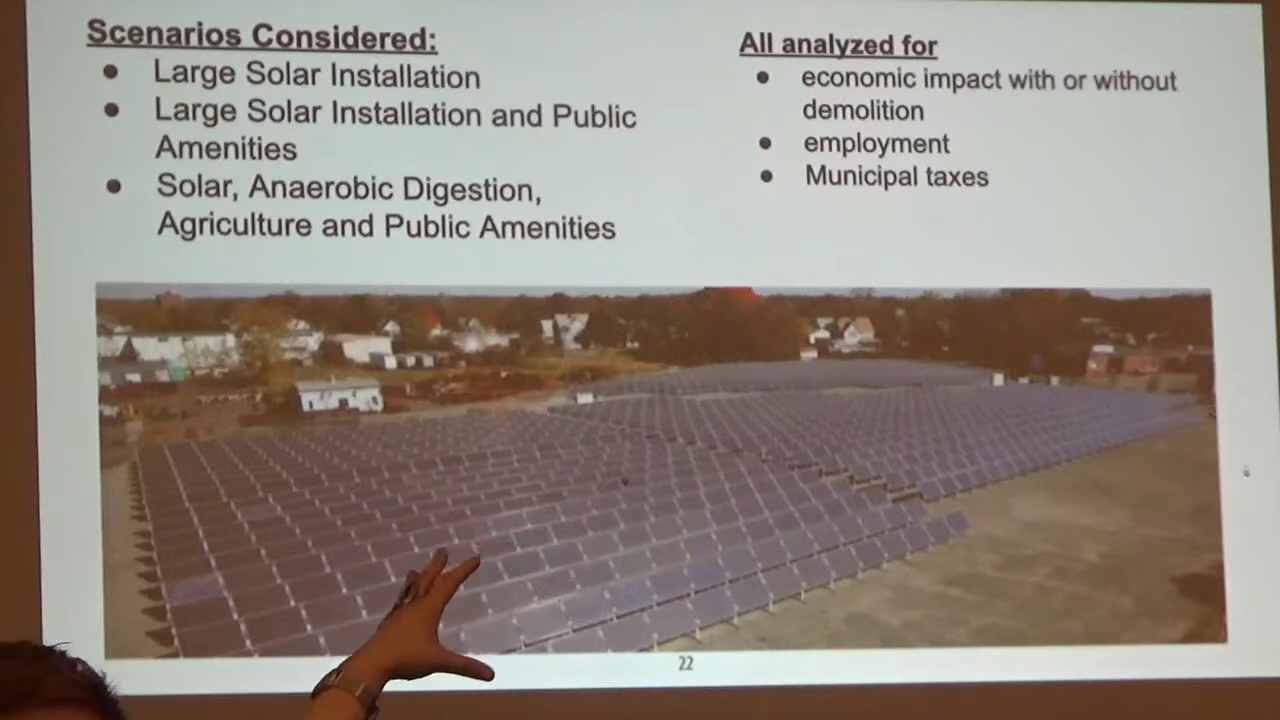 Scenarios Considered:
● Large Solar Installation
● Large Solar Installation and Public
Amenities
● Solar, Anaerobic Digestion,
Agriculture and Public Amenities
All analyzed for
● economic impact with or without
demolition
● employment
● Municipal taxes
22